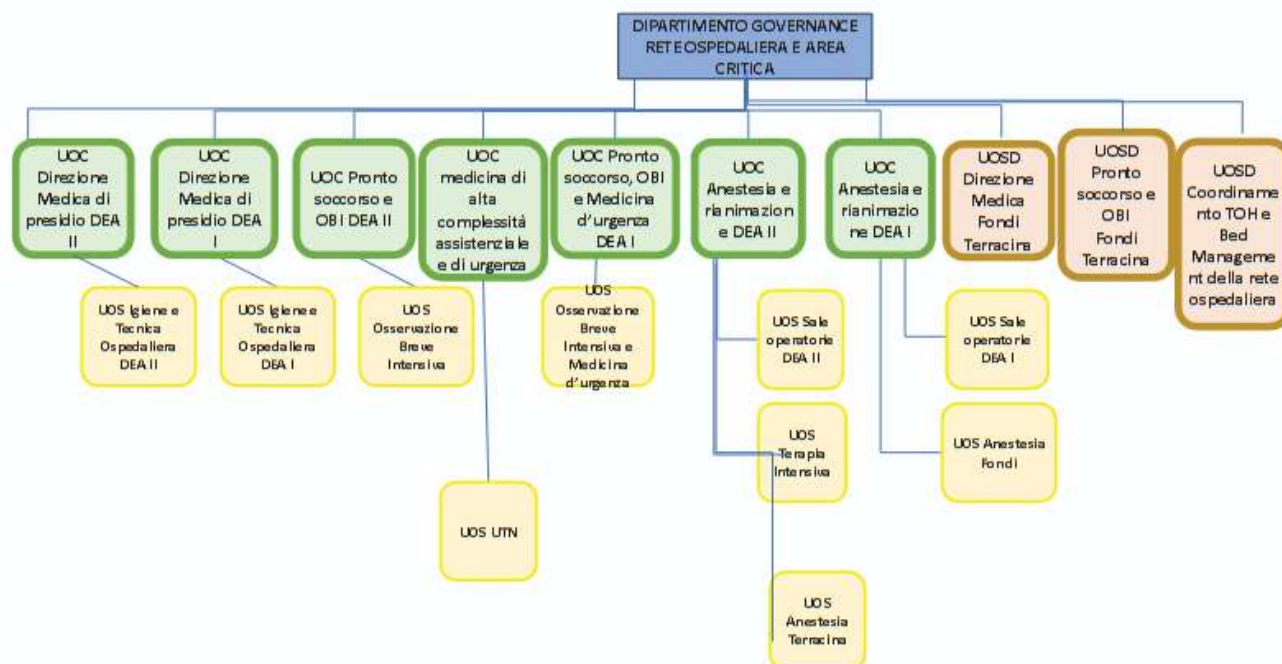 DIPARTIMENTO GOVERNANCE
RETE OSPEDALIERA E AREA
CRITICA
UOC
Direzione
Medica di
presidio DEA
II
UOC
Direzione
Medica di
presidio DEA
I
UOC Pronto
soccorso e
OBI DEA II
UOC
medicina di
alta
complessità
assistenziale
e di urgenza
UOC Pronto
soccorso, OBI
e Medicina
d'urgenza
DEA I
UOC
Anestesia e
rianimazion
e DEA II
UOC
Anestesia e
rianimazio
ne DEA I
UOSD
Direzione
Medica
Fondi
Terracina
UOSD
Pronto
soccorso e
OBI
Fondi
Terracina
UOSD
Coordiname
nto TOH e
Bed
Manageme
nt della rete
ospedaliera
UOS Igiene e
Tecnica
Ospedaliera
DEA II
UOS Igiene e
Tecnica
Ospedaliera
DEA I
UOS
Osservazione
Breve
Intensiva
UOS
Osservazione
Breve
Intensiva e
Medicina
d'urgenza
UOS Sale
operatorie
DEA II
UOS Sale
operatorie
DEA I
UOS
Terapia
Intensiva
UOS Anestesia
Fondi
UOS UTN
UOS
Anestesia
Terracina